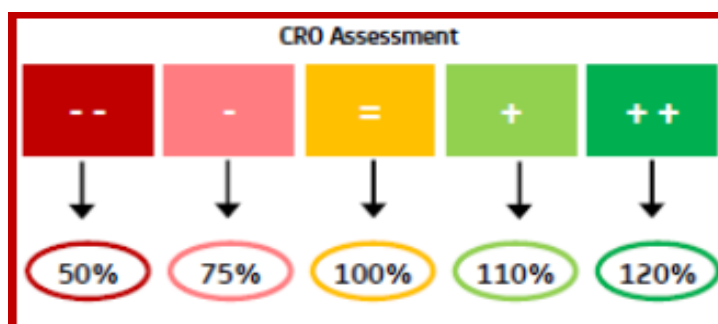 CRO Assessment
- - - = + + +
50% 75% 100% 110% 120%